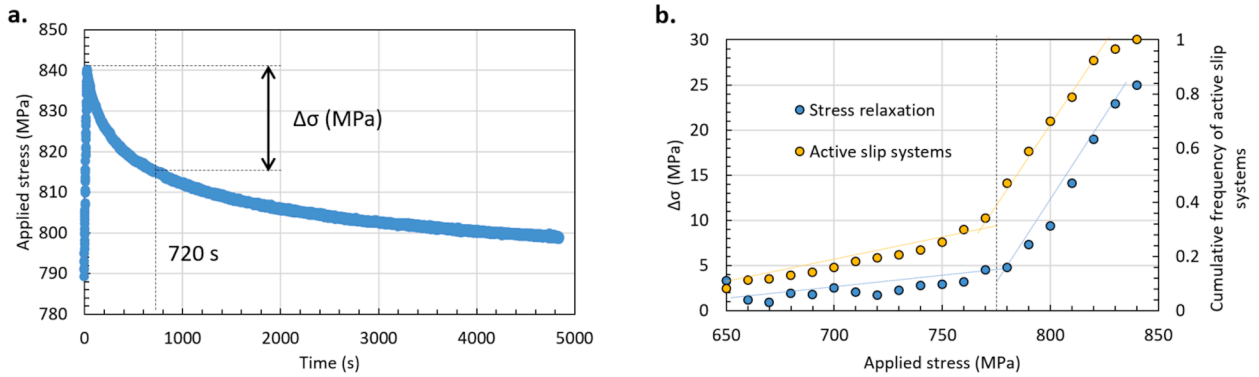 a.
850
840
830
820
810
800
790
780
Applied stress (MPa)
Δσ (MPa)
720 s
0
1000
2000
3000
4000
5000
Time (s)
b.
30
25
20
15
10
5
0
Δσ (MPa)
Stress relaxation
Active slip systems
1
0.8
0.6
0.4
0.2
0
Cumulative frequency of active slip
systems
650
700
750
800
850
Applied stress (MPa)